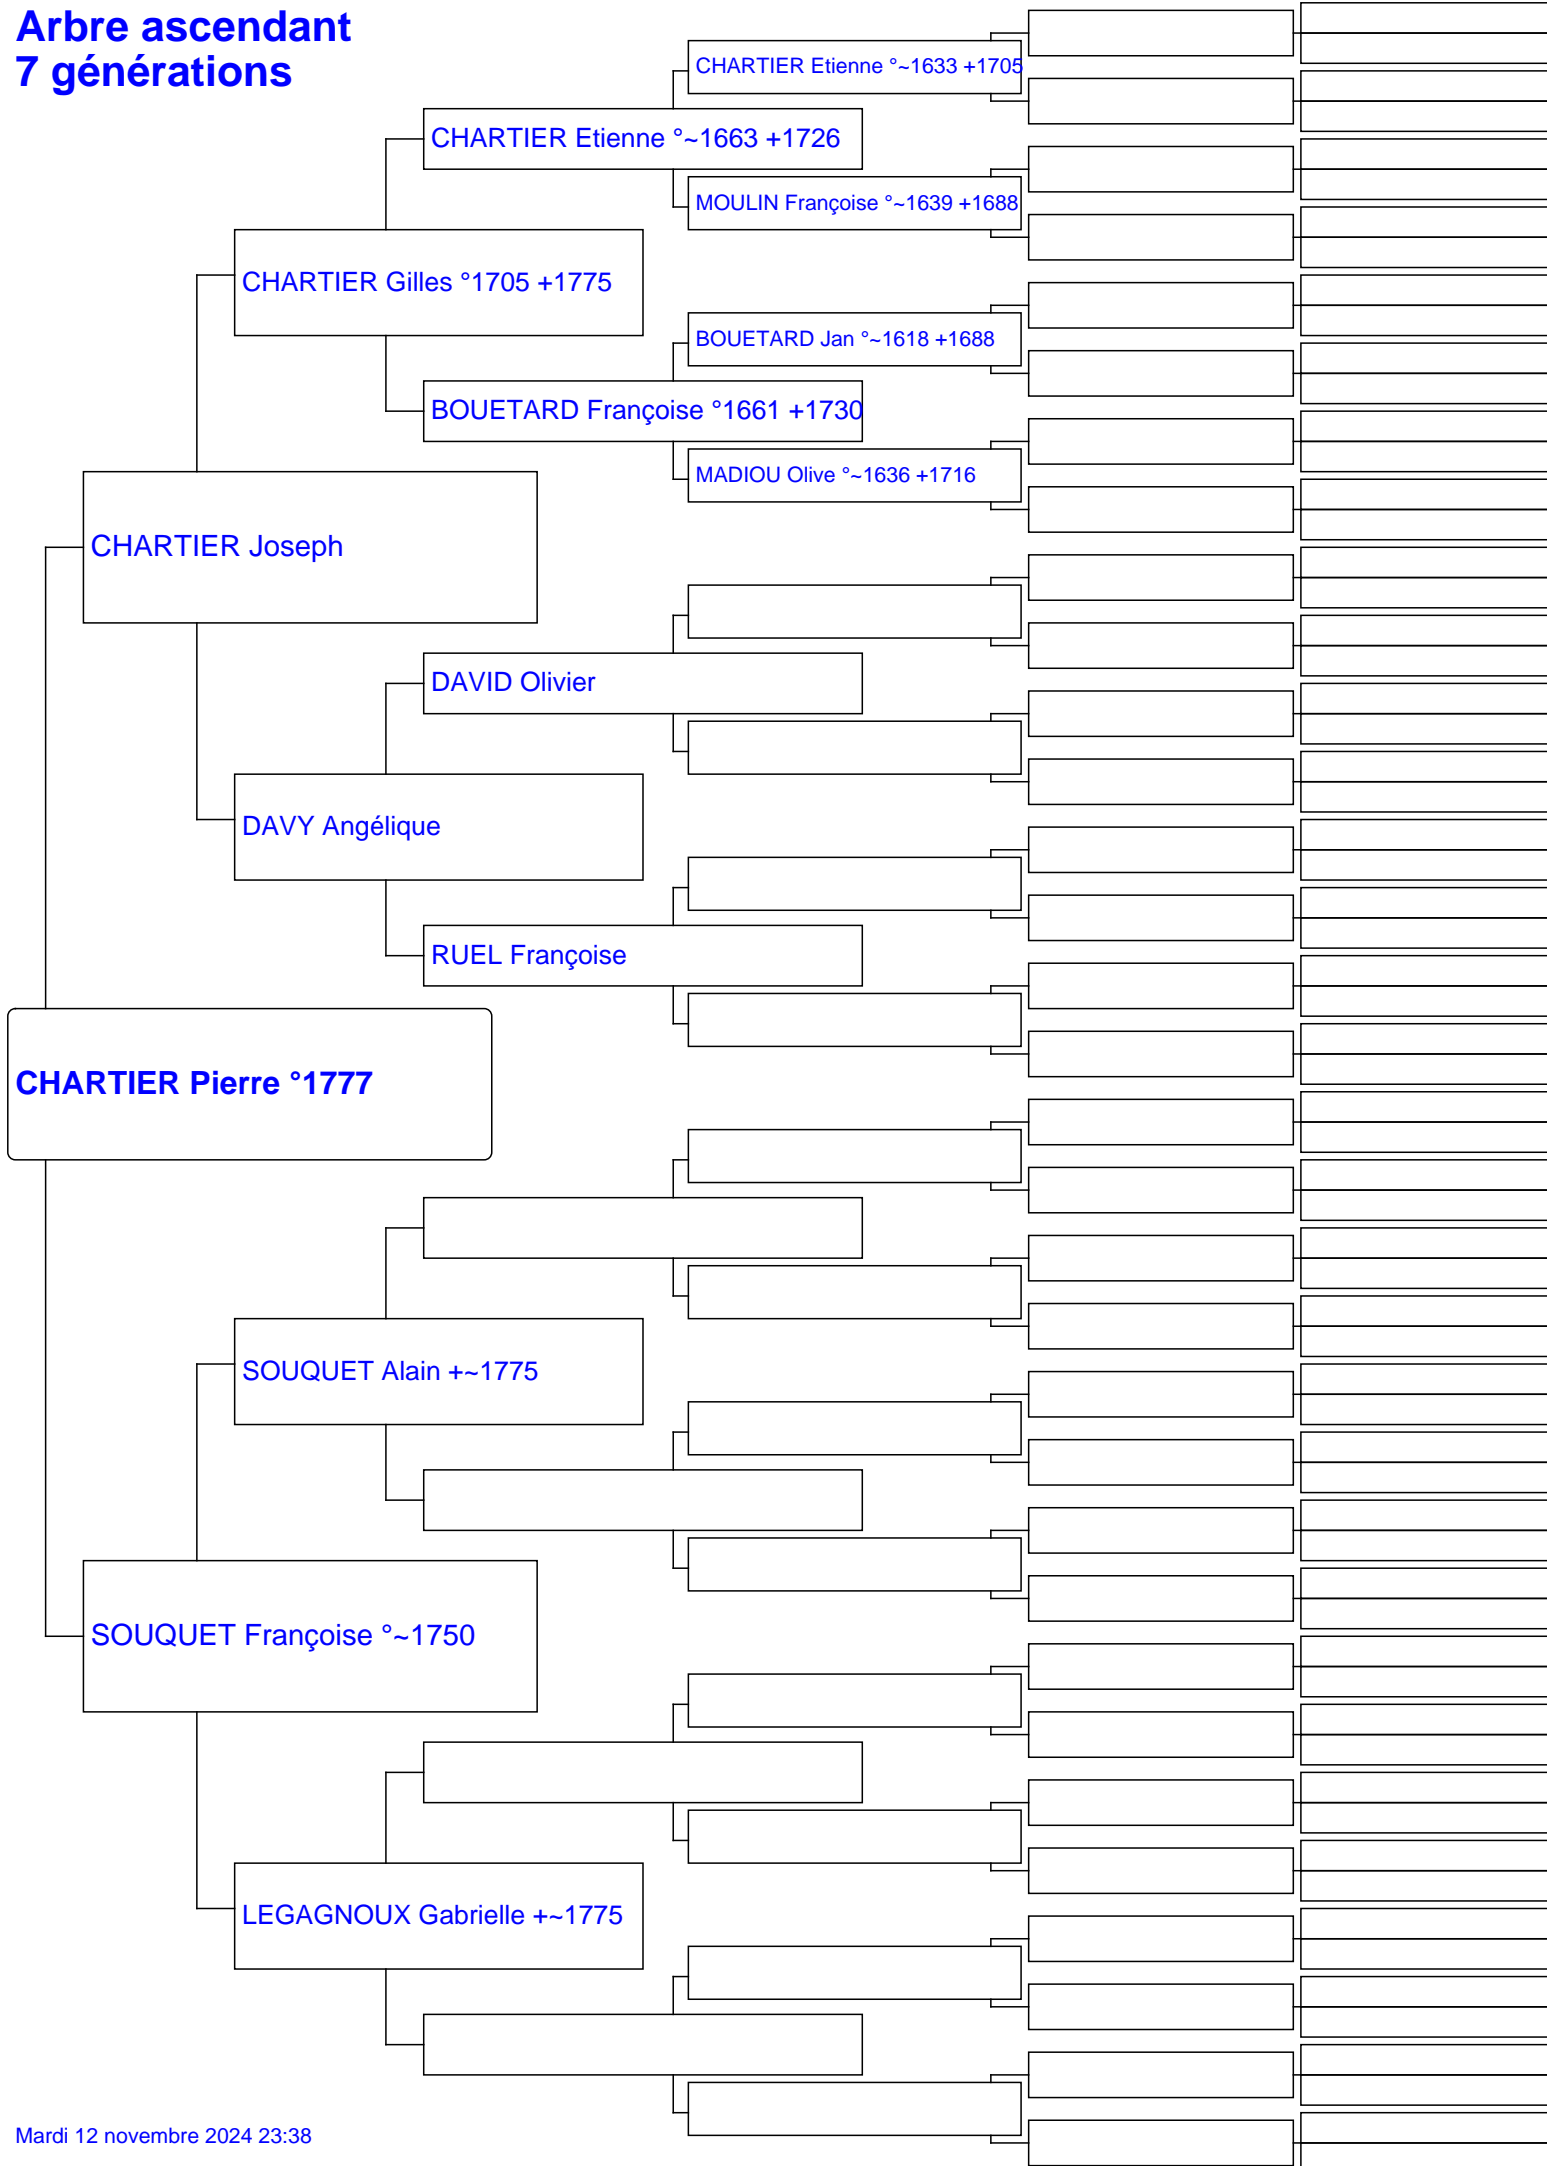 Arbre ascendant
7 générations
CHARTIER Etienne °~1633 +1705
CHARTIER Etienne °~1663 +1726
MOULIN Françoise °~1639 +1688
CHARTIER Gilles °1705 +1775
BOUETARD Jan °~1618 +1688
BOUETARD Françoise °1661 +1730
MADIOU Olive °~1636 +1716
CHARTIER Joseph
DAVID Olivier
DAVY Angélique
RUEL Françoise
CHARTIER Pierre °1777
SOUQUET Alain +~1775
SOUQUET Françoise °~1750
LEGAGNOUX Gabrielle +~1775
Mardi 12 novembre 2024 23:38